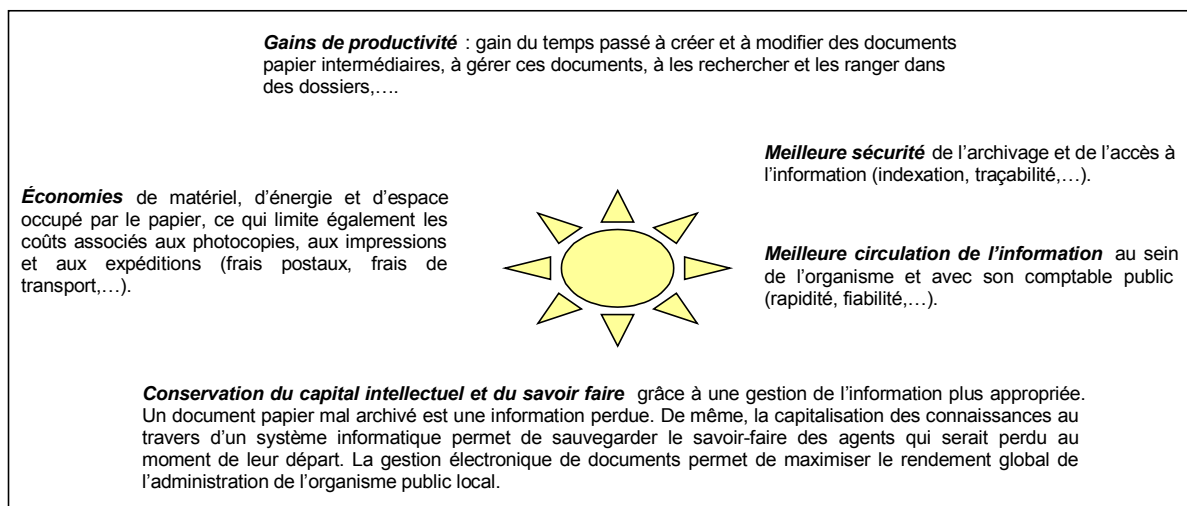 Gains de productivité : gain du temps passé à créer et à modifier des documents
papier intermédiaires, à gérer ces documents, à les rechercher et les ranger dans
des dossiers,….
Meilleure sécurité de l’archivage et de l’accès à
l’information (indexation, traçabilité,…).
Économies de matériel, d’énergie et d’espace
occupé par le papier, ce qui limite également les
coûts associés aux photocopies, aux impressions
et aux expéditions (frais postaux, frais de
transport,…).
Meilleure circulation de l’information au sein
de l’organisme et avec son comptable public
(rapidité, fiabilité,…).
Conservation du capital intellectuel et du savoir faire grâce à une gestion de l’information plus appropriée.
Un document papier mal archivé est une information perdue. De même, la capitalisation des connaissances au
travers d’un système informatique permet de sauvegarder le savoir-faire des agents qui serait perdu au
moment de leur départ. La gestion électronique de documents permet de maximiser le rendement global de
l’administration de l’organisme public local.